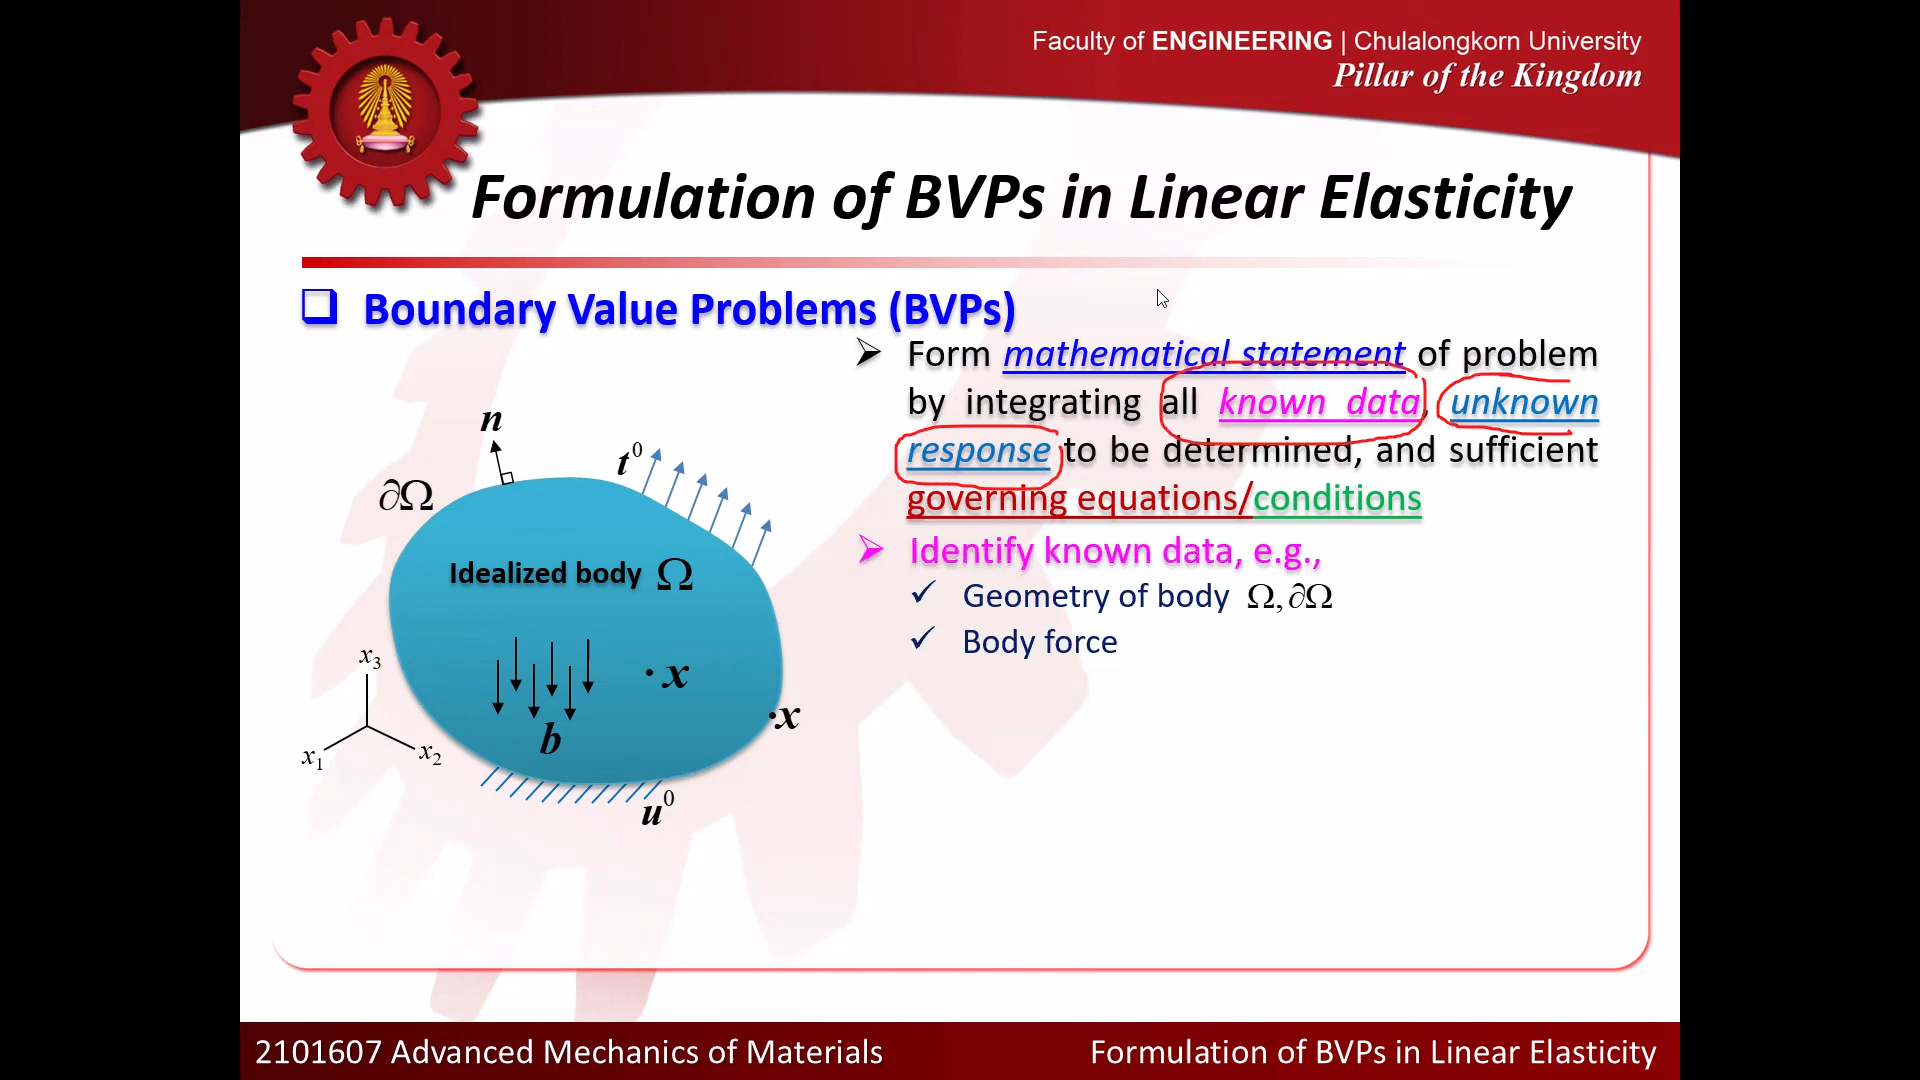 Faculty of ENGINEERING | Chulalongkorn University
Pillar of the Kingdom
Formulation of BVPs in Linear Elasticity
Boundary Value Problems (BVPs)
Form mathematical statement of problem
by integrating all known data, unknown
response to be determined, and sufficient
governing equations/conditions
Identify known data, e.g.,
Geometry of body Ω, ∂Ω
Body force
n
t⁰
∂Ω
Idealized body Ω
x₃
x₁
x₂
· x
·x
b
u⁰
2101607 Advanced Mechanics of Materials
Formulation of BVPs in Linear Elasticity